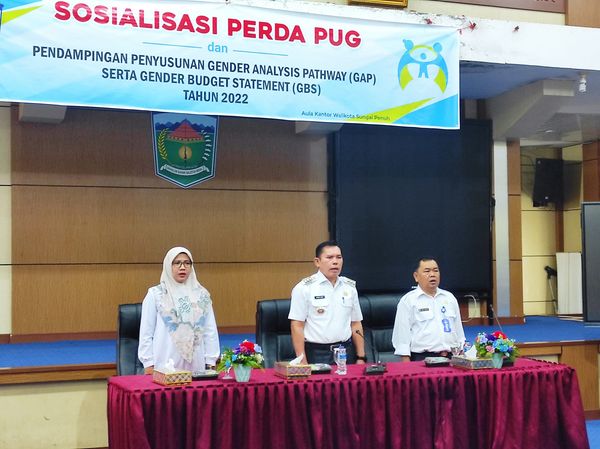 SOSIALISASI PERDA PUG
dan
PENDAMPINGAN PENYUSUNAN GENDER ANALYSIS PATHWAY (GAP)
SERTA GENDER BUDGET STATEMENT (GBS)
TAHUN 2022
Aula Kantor Walikota Sungai Penuh